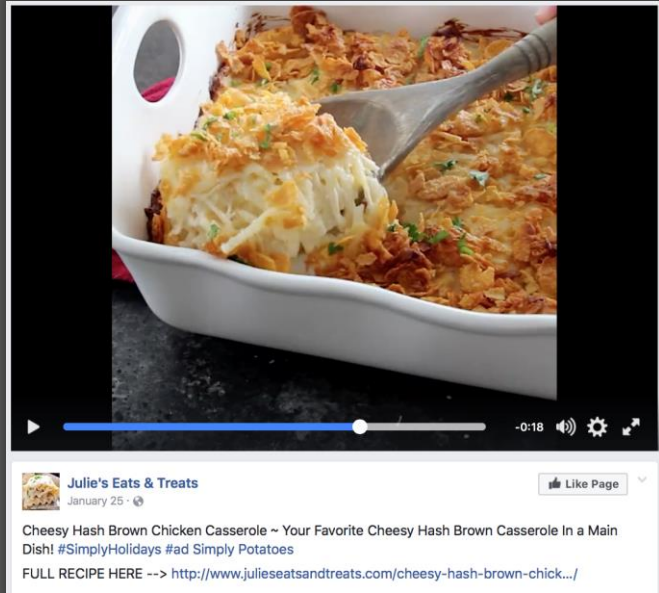 -0:18
Julie's Eats & Treats
Like Page
January 25 ·
Cheesy Hash Brown Chicken Casserole ~ Your Favorite Cheesy Hash Brown Casserole In a Main
Dish! #SimplyHolidays #ad Simply Potatoes
FULL RECIPE HERE --> http://www.julieseatsandtreats.com/cheesy-hash-brown-chick.../